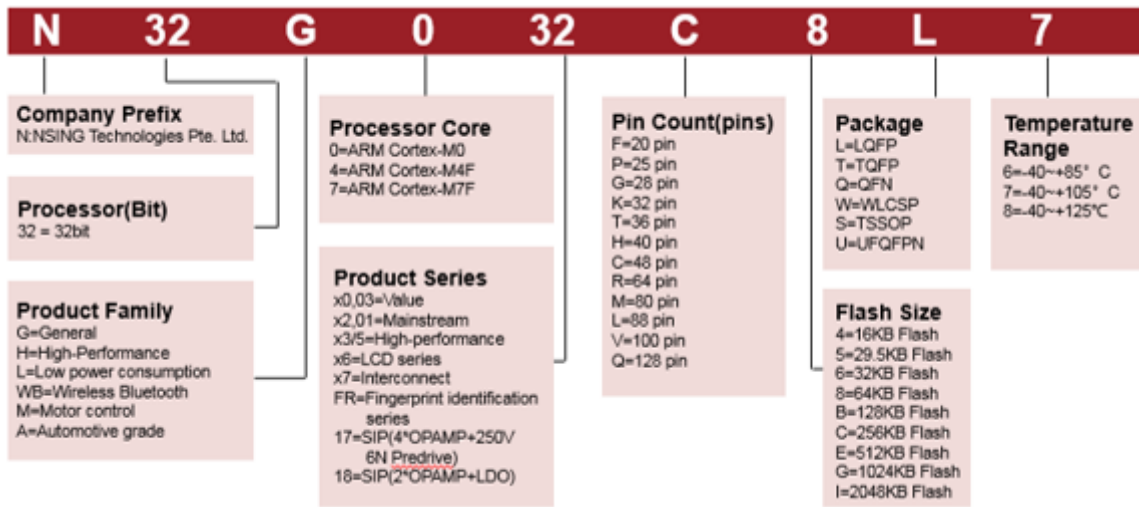 N 32 G 0 32 C 8 L 7
Company Prefix
N:NSING Technologies Pte. Ltd.
Processor(Bit)
32 = 32bit
Product Family
G=General
H=High-Performance
L=Low power consumption
WB=Wireless Bluetooth
M=Motor control
A=Automotive grade
Processor Core
0=ARM Cortex-M0
4=ARM Cortex-M4F
7=ARM Cortex-M7F
Product Series
x0,03=Value
x2,01=Mainstream
x3/5=High-performance
x6=LCD series
x7=Interconnect
FR=Fingerprint identification
series
17=SIP(4*OPAMP+250V
6N Predrive)
18=SIP(2*OPAMP+LDO)
Pin Count(pins)
F=20 pin
P=25 pin
G=28 pin
K=32 pin
T=36 pin
H=40 pin
C=48 pin
R=64 pin
M=80 pin
L=88 pin
V=100 pin
Q=128 pin
Package
L=LQFP
T=TQFP
Q=QFN
W=WLCSP
S=TSSOP
U=UFQFPN
Flash Size
4=16KB Flash
5=29.5KB Flash
6=32KB Flash
8=64KB Flash
B=128KB Flash
C=256KB Flash
E=512KB Flash
G=1024KB Flash
I=2048KB Flash
Temperature
Range
6=-40~+85° C
7=-40~+105° C
8=-40~+125℃